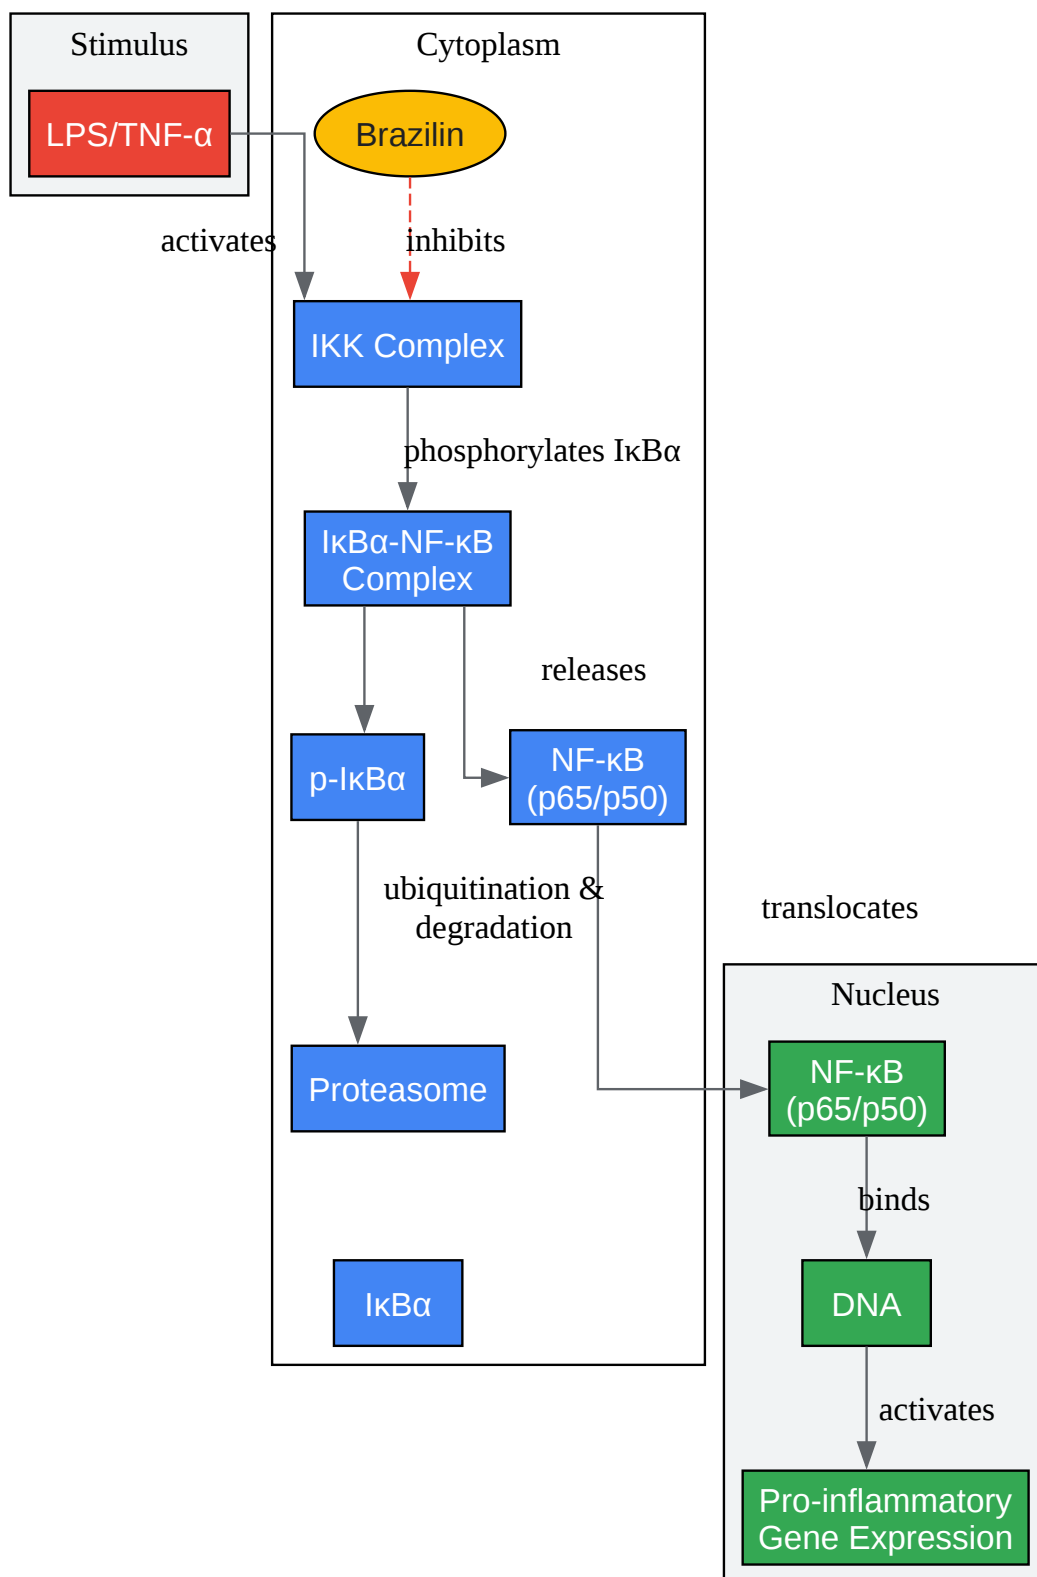 Stimulus
Cytoplasm
LPS/TNF-α
Brazilin
activates
inhibits
IKK Complex
phosphorylates IκBα
IκBα-NF-κB
Complex
releases
p-IκBα
NF-κB
(p65/p50)
ubiquitination &
degradation
translocates
Nucleus
NF-κB
(p65/p50)
Proteasome
binds
IκBα
DNA
activates
Pro-inflammatory
Gene Expression